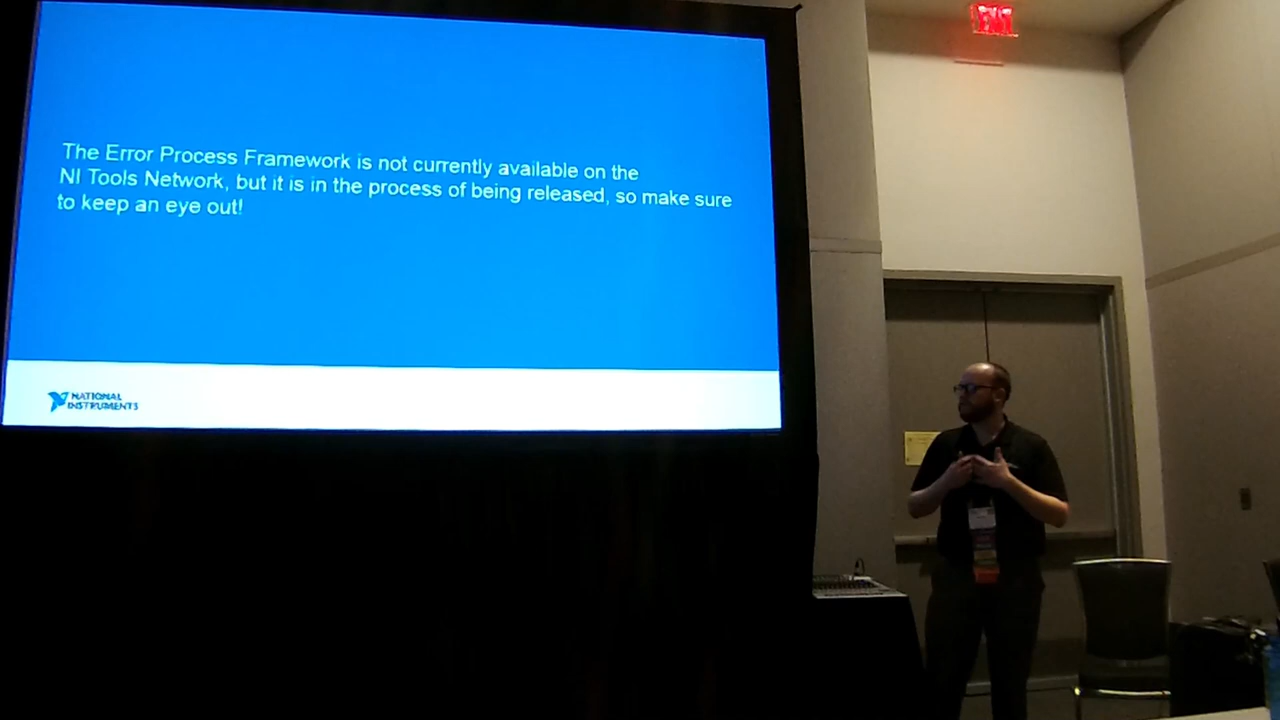 EXIT
The Error Process Framework is not currently available on the
NI Tools Network, but it is in the process of being released, so make sure
to keep an eye out!
NATIONAL
INSTRUMENTS